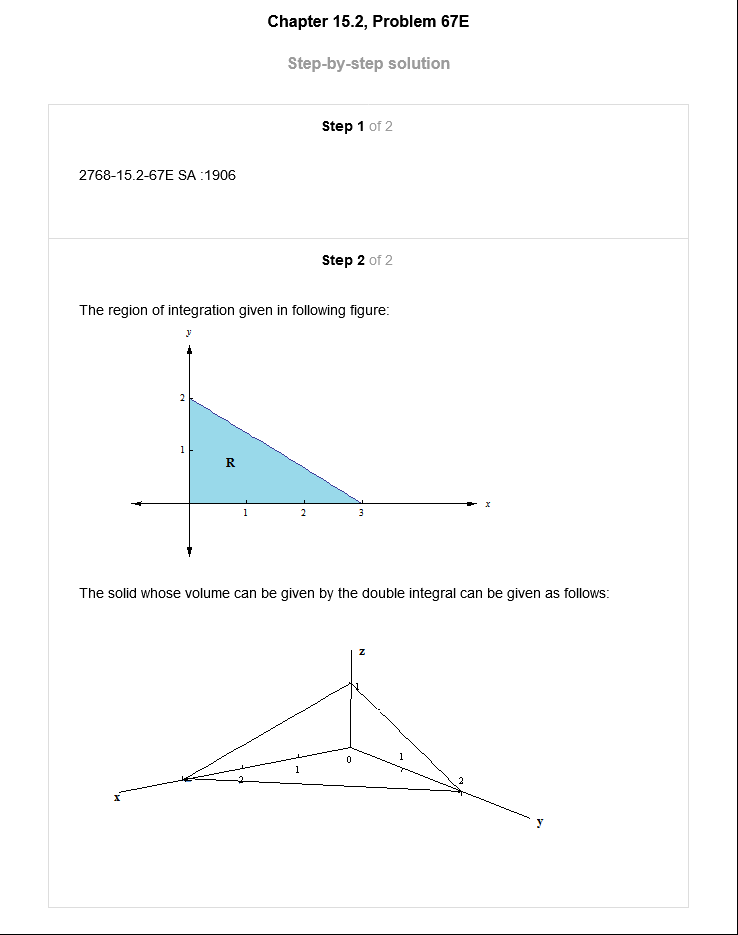 Chapter 15.2, Problem 67E
Step-by-step solution
Step 1 of 2
2768-15.2-67E SA :1906
Step 2 of 2
The region of integration given in following figure:
y
2
1
R
x
1 2 3
The solid whose volume can be given by the double integral can be given as follows:
z
1
0
1
1
2
2
x
y